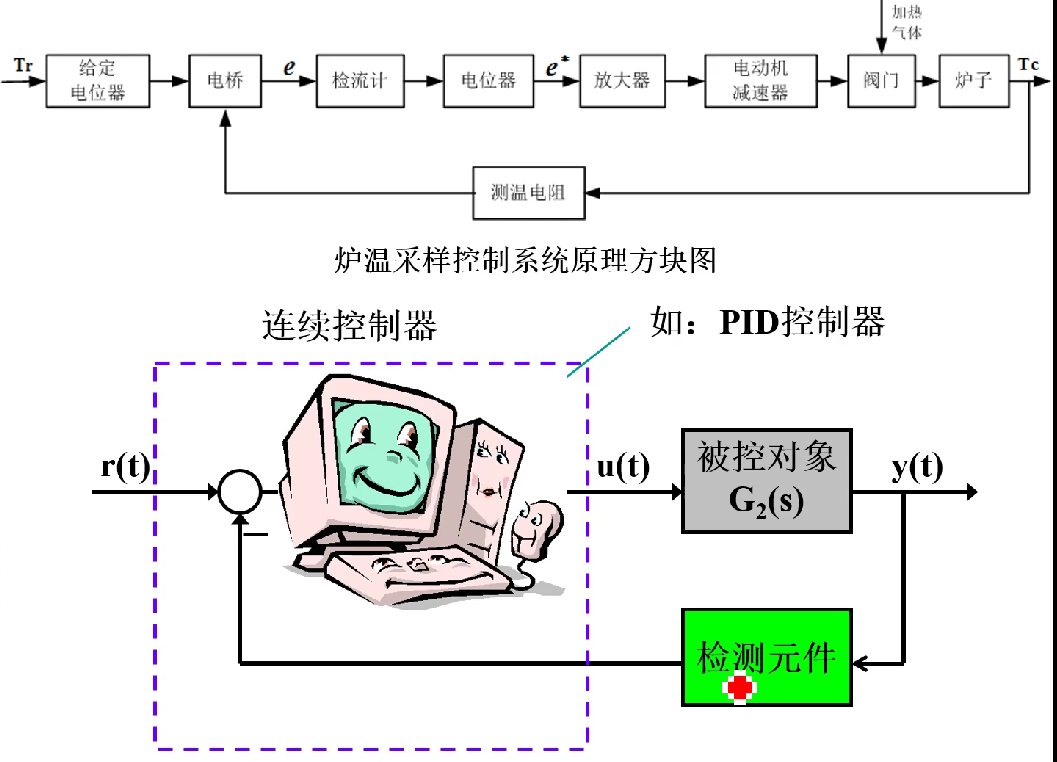 加热
气体
Tr
给定
电位器
电桥
e
检流计
电位器
e*
放大器
电动机
减速器
阀门
炉子
Tc
测温电阻
炉温采样控制系统原理方块图
连续控制器
如：PID控制器
r(t)
u(t)
被控对象
G₂(s)
y(t)
—
检测元件